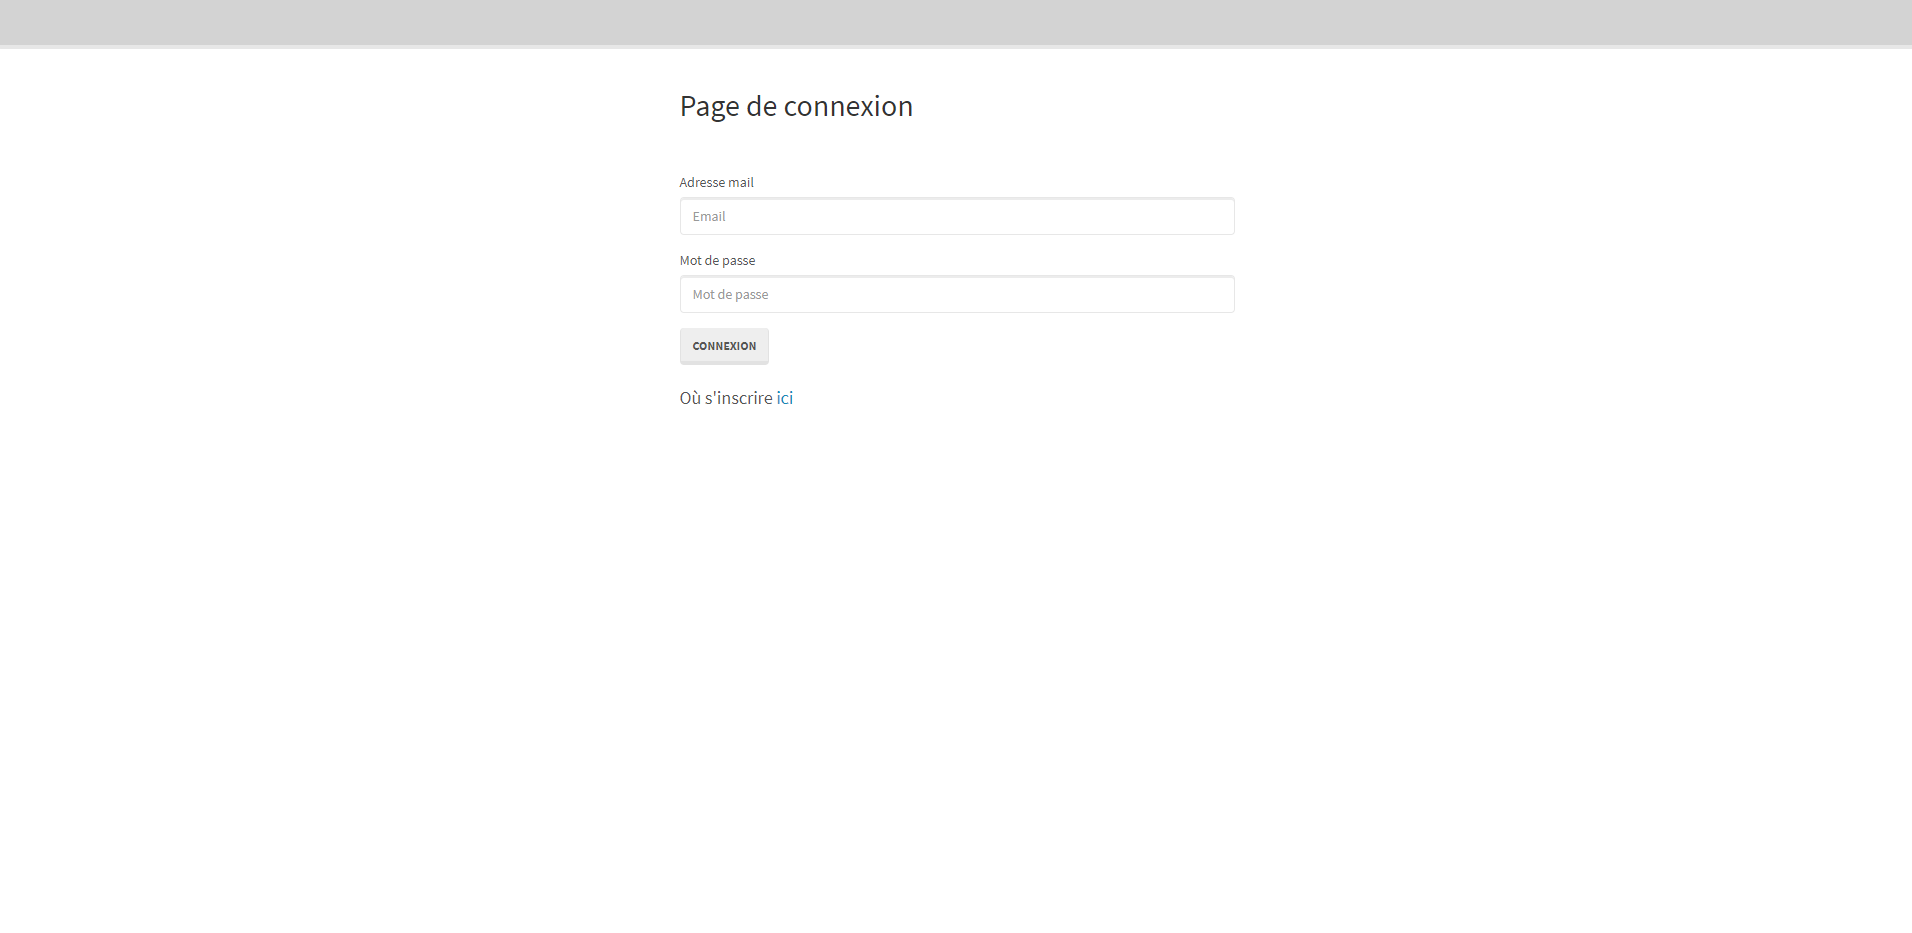 Page de connexion
Adresse mail
Email
Mot de passe
Mot de passe
CONNEXION
Où s'inscrire ici